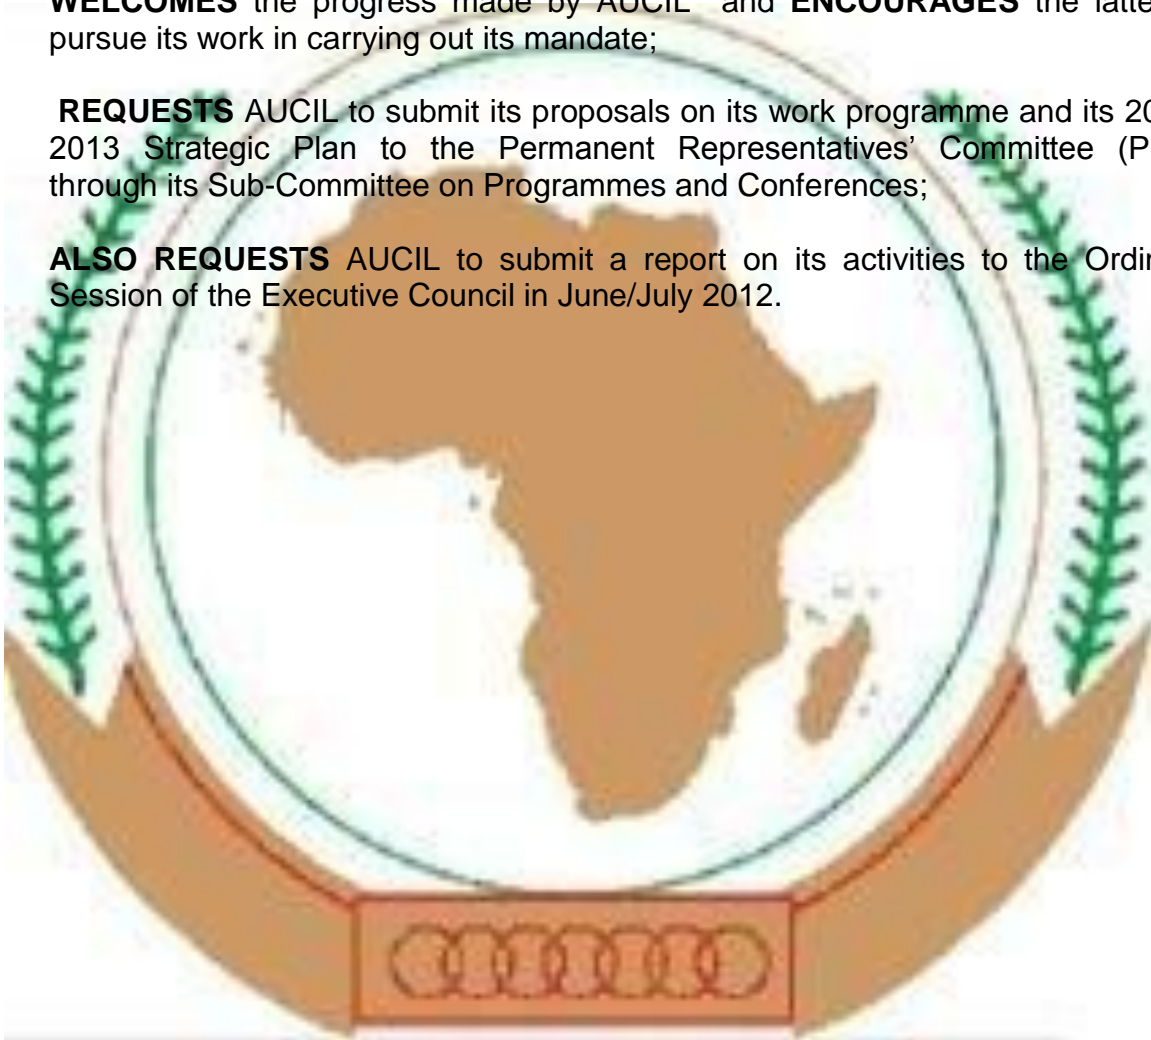 WELCOMES the progress made by AUCIL and ENCOURAGES the latte
pursue its work in carrying out its mandate;
REQUESTS AUCIL to submit its proposals on its work programme and its 20
2013 Strategic Plan to the Permanent Representatives’ Committee (P
through its Sub-Committee on Programmes and Conferences;
ALSO REQUESTS AUCIL to submit a report on its activities to the Ordin
Session of the Executive Council in June/July 2012.